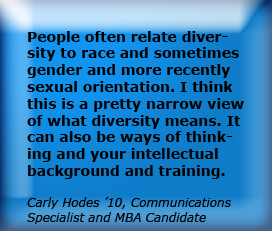 People often relate diver-
sity to race and sometimes
gender and more recently
sexual orientation. I think
this is a pretty narrow view
of what diversity means. It
can also be ways of think-
ing and your intellectual
background and training.
Carly Hodes ’10, Communications
Specialist and MBA Candidate